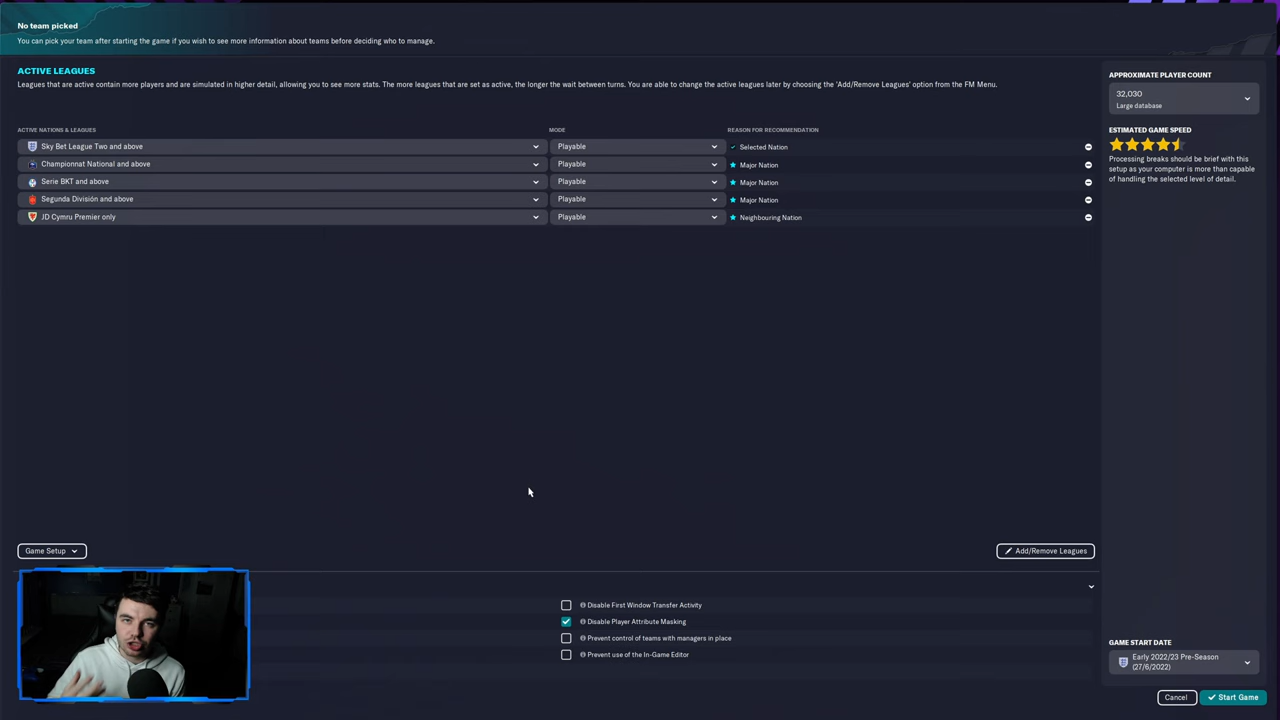 No team picked
You can pick your team after starting the game if you wish to see more information about teams before deciding who to manage.
ACTIVE LEAGUES
Leagues that are active contain more players and are simulated in higher detail, allowing you to see more stats. The more leagues that are set as active, the longer the wait between turns. You are able to change the active leagues later by choosing the 'Add/Remove Leagues' option from the FM Menu.
ACTIVE NATIONS & LEAGUES MODE REASON FOR RECOMMENDATION
Sky Bet League Two and above Playable Selected Nation
Championnat National and above Playable Major Nation
Serie BKT and above Playable Major Nation
Segunda División and above Playable Major Nation
JD Cymru Premier only Playable Neighbouring Nation
Game Setup
Add/Remove Leagues
Disable First Window Transfer Activity
Disable Player Attribute Masking
Prevent control of teams with managers in place
Prevent use of the In-Game Editor
APPROXIMATE PLAYER COUNT
32,030
Large database
ESTIMATED GAME SPEED
Processing breaks should be brief with this
setup as your computer is more than capable
of handling the selected level of detail.
GAME START DATE
Early 2022/23 Pre-Season
(27/6/2022)
Cancel
Start Game